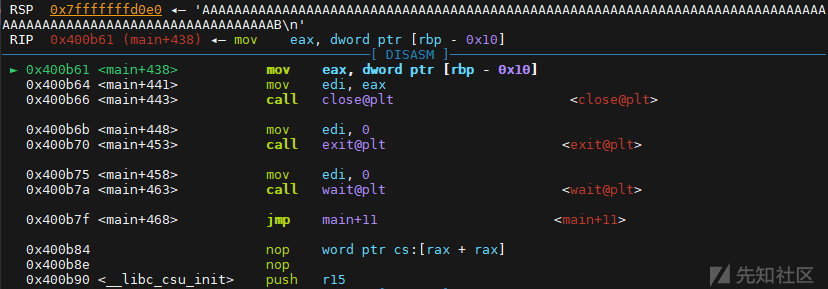 RSP  0x7fffffffd0e0 ◂— 'AAAAAAAAAAAAAAAAAAAAAAAAAAAAAAAAAAAAAAAAAAAAAAAAAAAAAAAAAAAAAAAAAAAAAAAAAAAAAA
AAAAAAAAAAAAAAAAAAAAAAAAAAAAAAAAAAB\n'
RIP  0x400b61 (main+438) ◂— mov    eax, dword ptr [rbp - 0x10]
[ DISASM ]
► 0x400b61 <main+438>    mov    eax, dword ptr [rbp - 0x10]
0x400b64 <main+441>    mov    edi, eax
0x400b66 <main+443>    call   close@plt    <close@plt>
0x400b6b <main+448>    mov    edi, 0
0x400b70 <main+453>    call   exit@plt    <exit@plt>
0x400b75 <main+458>    mov    edi, 0
0x400b7a <main+463>    call   wait@plt    <wait@plt>
0x400b7f <main+468>    jmp    main+11    <main+11>
0x400b84    nop    word ptr cs:[rax + rax]
0x400b8e    nop
0x400b90 <__libc_csu_init>    push   r15
先知社区